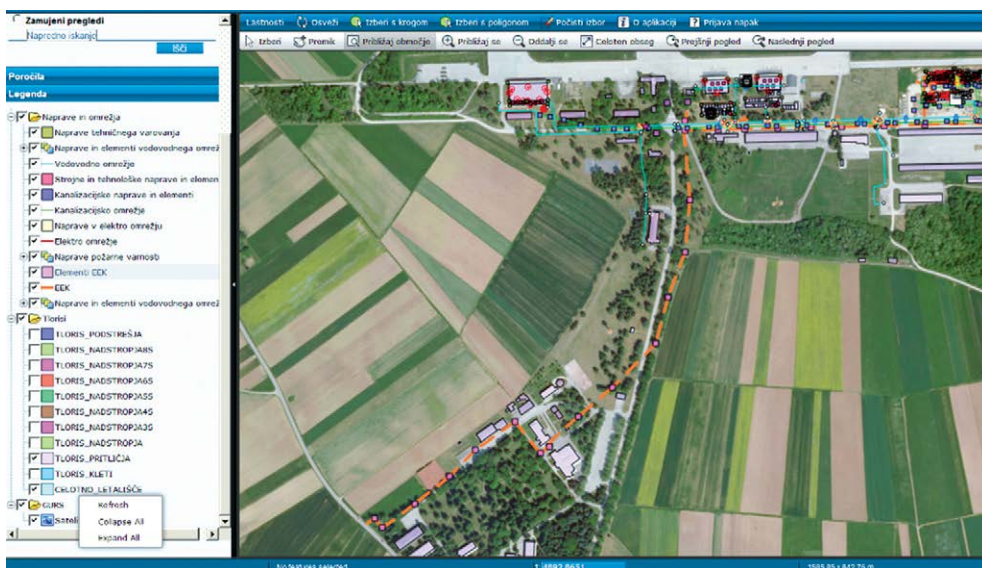 Zamujeni pregledi
Napredno iskanje
Išči
Poročila
Legenda
Naprave in omrežja
Naprave tehničnega varovanja
Naprave in elementi vodovodnega omrež
Vodovodno omrežje
Strojne in tehnološke naprave in elemen
Kanalizacijske naprave in elementi
Kanalizacijsko omrežje
Naprave v elektro omrežju
Elektro omrežje
Naprave požarne varnosti
Elementi EEK
EEK
Naprave in elementi vodovodnega omrež
Tlorisi
TLORIS_PODSTREŠJA
TLORIS_NADSTROPJA8S
TLORIS_NADSTROPJA7S
TLORIS_NADSTROPJA6S
TLORIS_NADSTROPJA5S
TLORIS_NADSTROPJA4S
TLORIS_NADSTROPJA3S
TLORIS_NADSTROPJA
TLORIS_PRITLIČJA
TLORIS_KLETI
CELOTNO_LETALIŠČE
GURS
Sateli
Refresh
Collapse All
Expand All
Lastnosti Osveži Izberi s krogom Izberi s poligonom Počisti izbor O aplikaciji Prijava napak
Izberi Premik Približaj območje Približaj se Oddalji se Celoten obseg Prejšnji pogled Naslednji pogled
No features selected